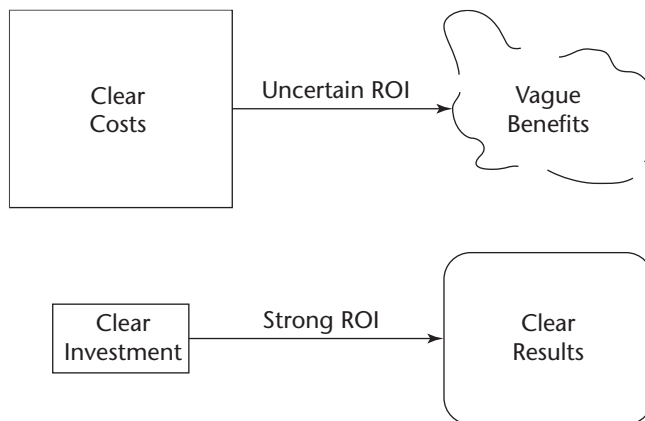 Clear
Costs
Uncertain ROI
Vague
Benefits
Clear
Investment
Strong ROI
Clear
Results